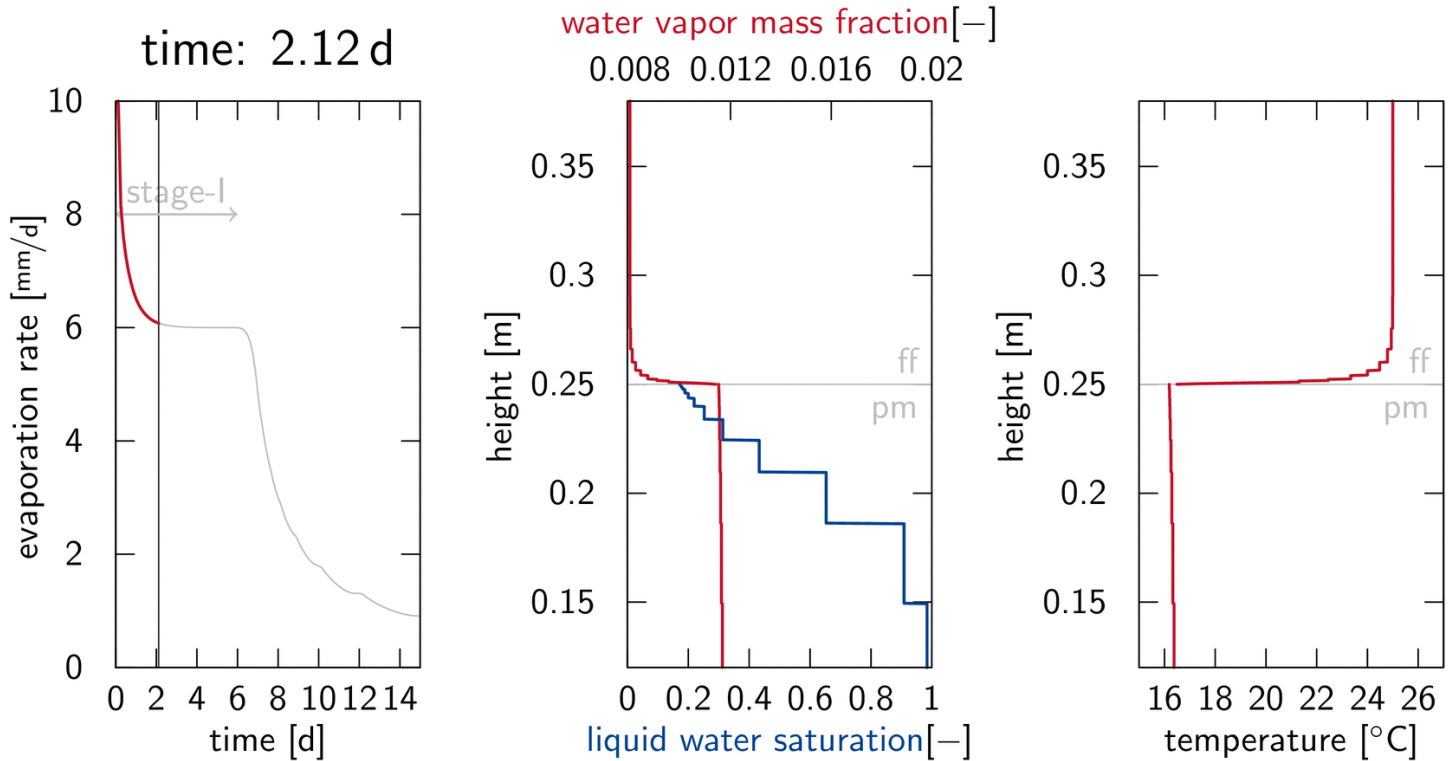 time: 2.12 d
10
8
6
4
2
0
evaporation rate [mm/d]
stage-I
0 2 4 6 8 10 12 14
time [d]
water vapor mass fraction[−]
0.008 0.012 0.016 0.02
0.35
0.3
0.25
0.2
0.15
height [m]
ff
pm
0 0.2 0.4 0.6 0.8 1
liquid water saturation[−]
0.35
0.3
0.25
0.2
0.15
height [m]
ff
pm
16 18 20 22 24 26
temperature [°C]